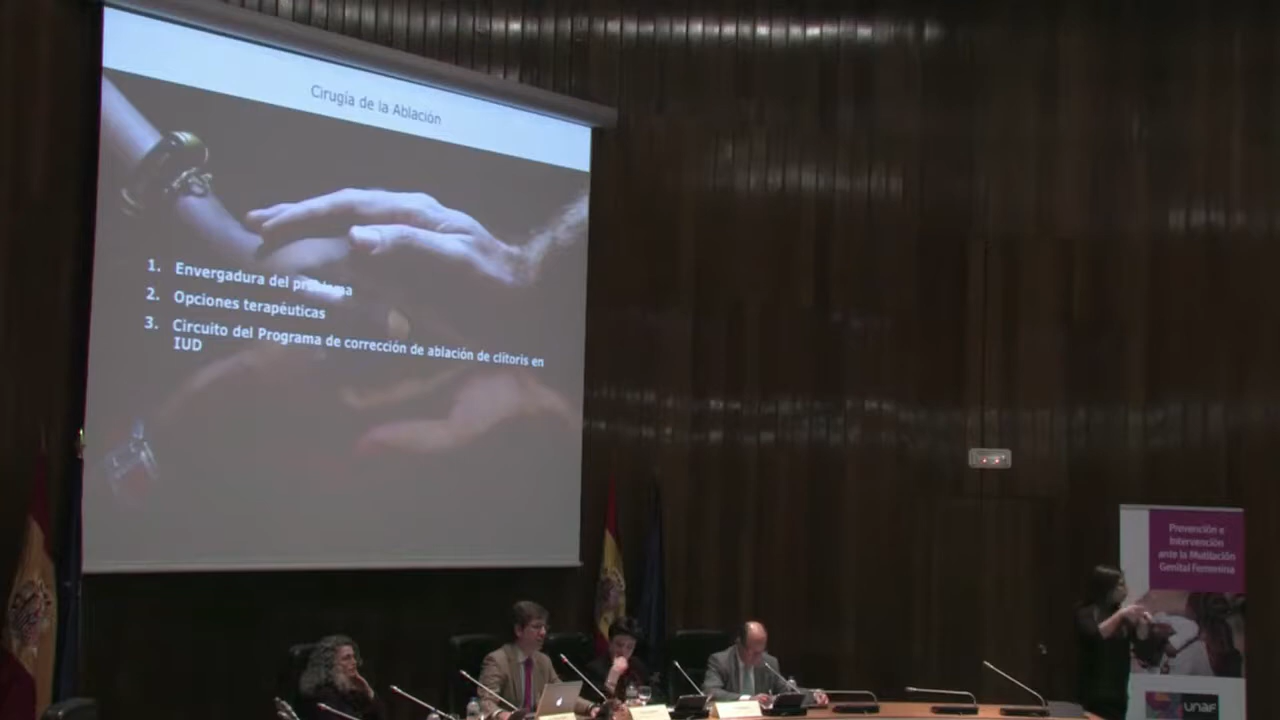 Cirugía de la Ablación
1. Envergadura del problema
2. Opciones terapéuticas
3. Circuito del Programa de corrección de ablación de clítoris en
IUD
Prevención e
Intervención
ante la Mutilación
Genital Femenina
unaf